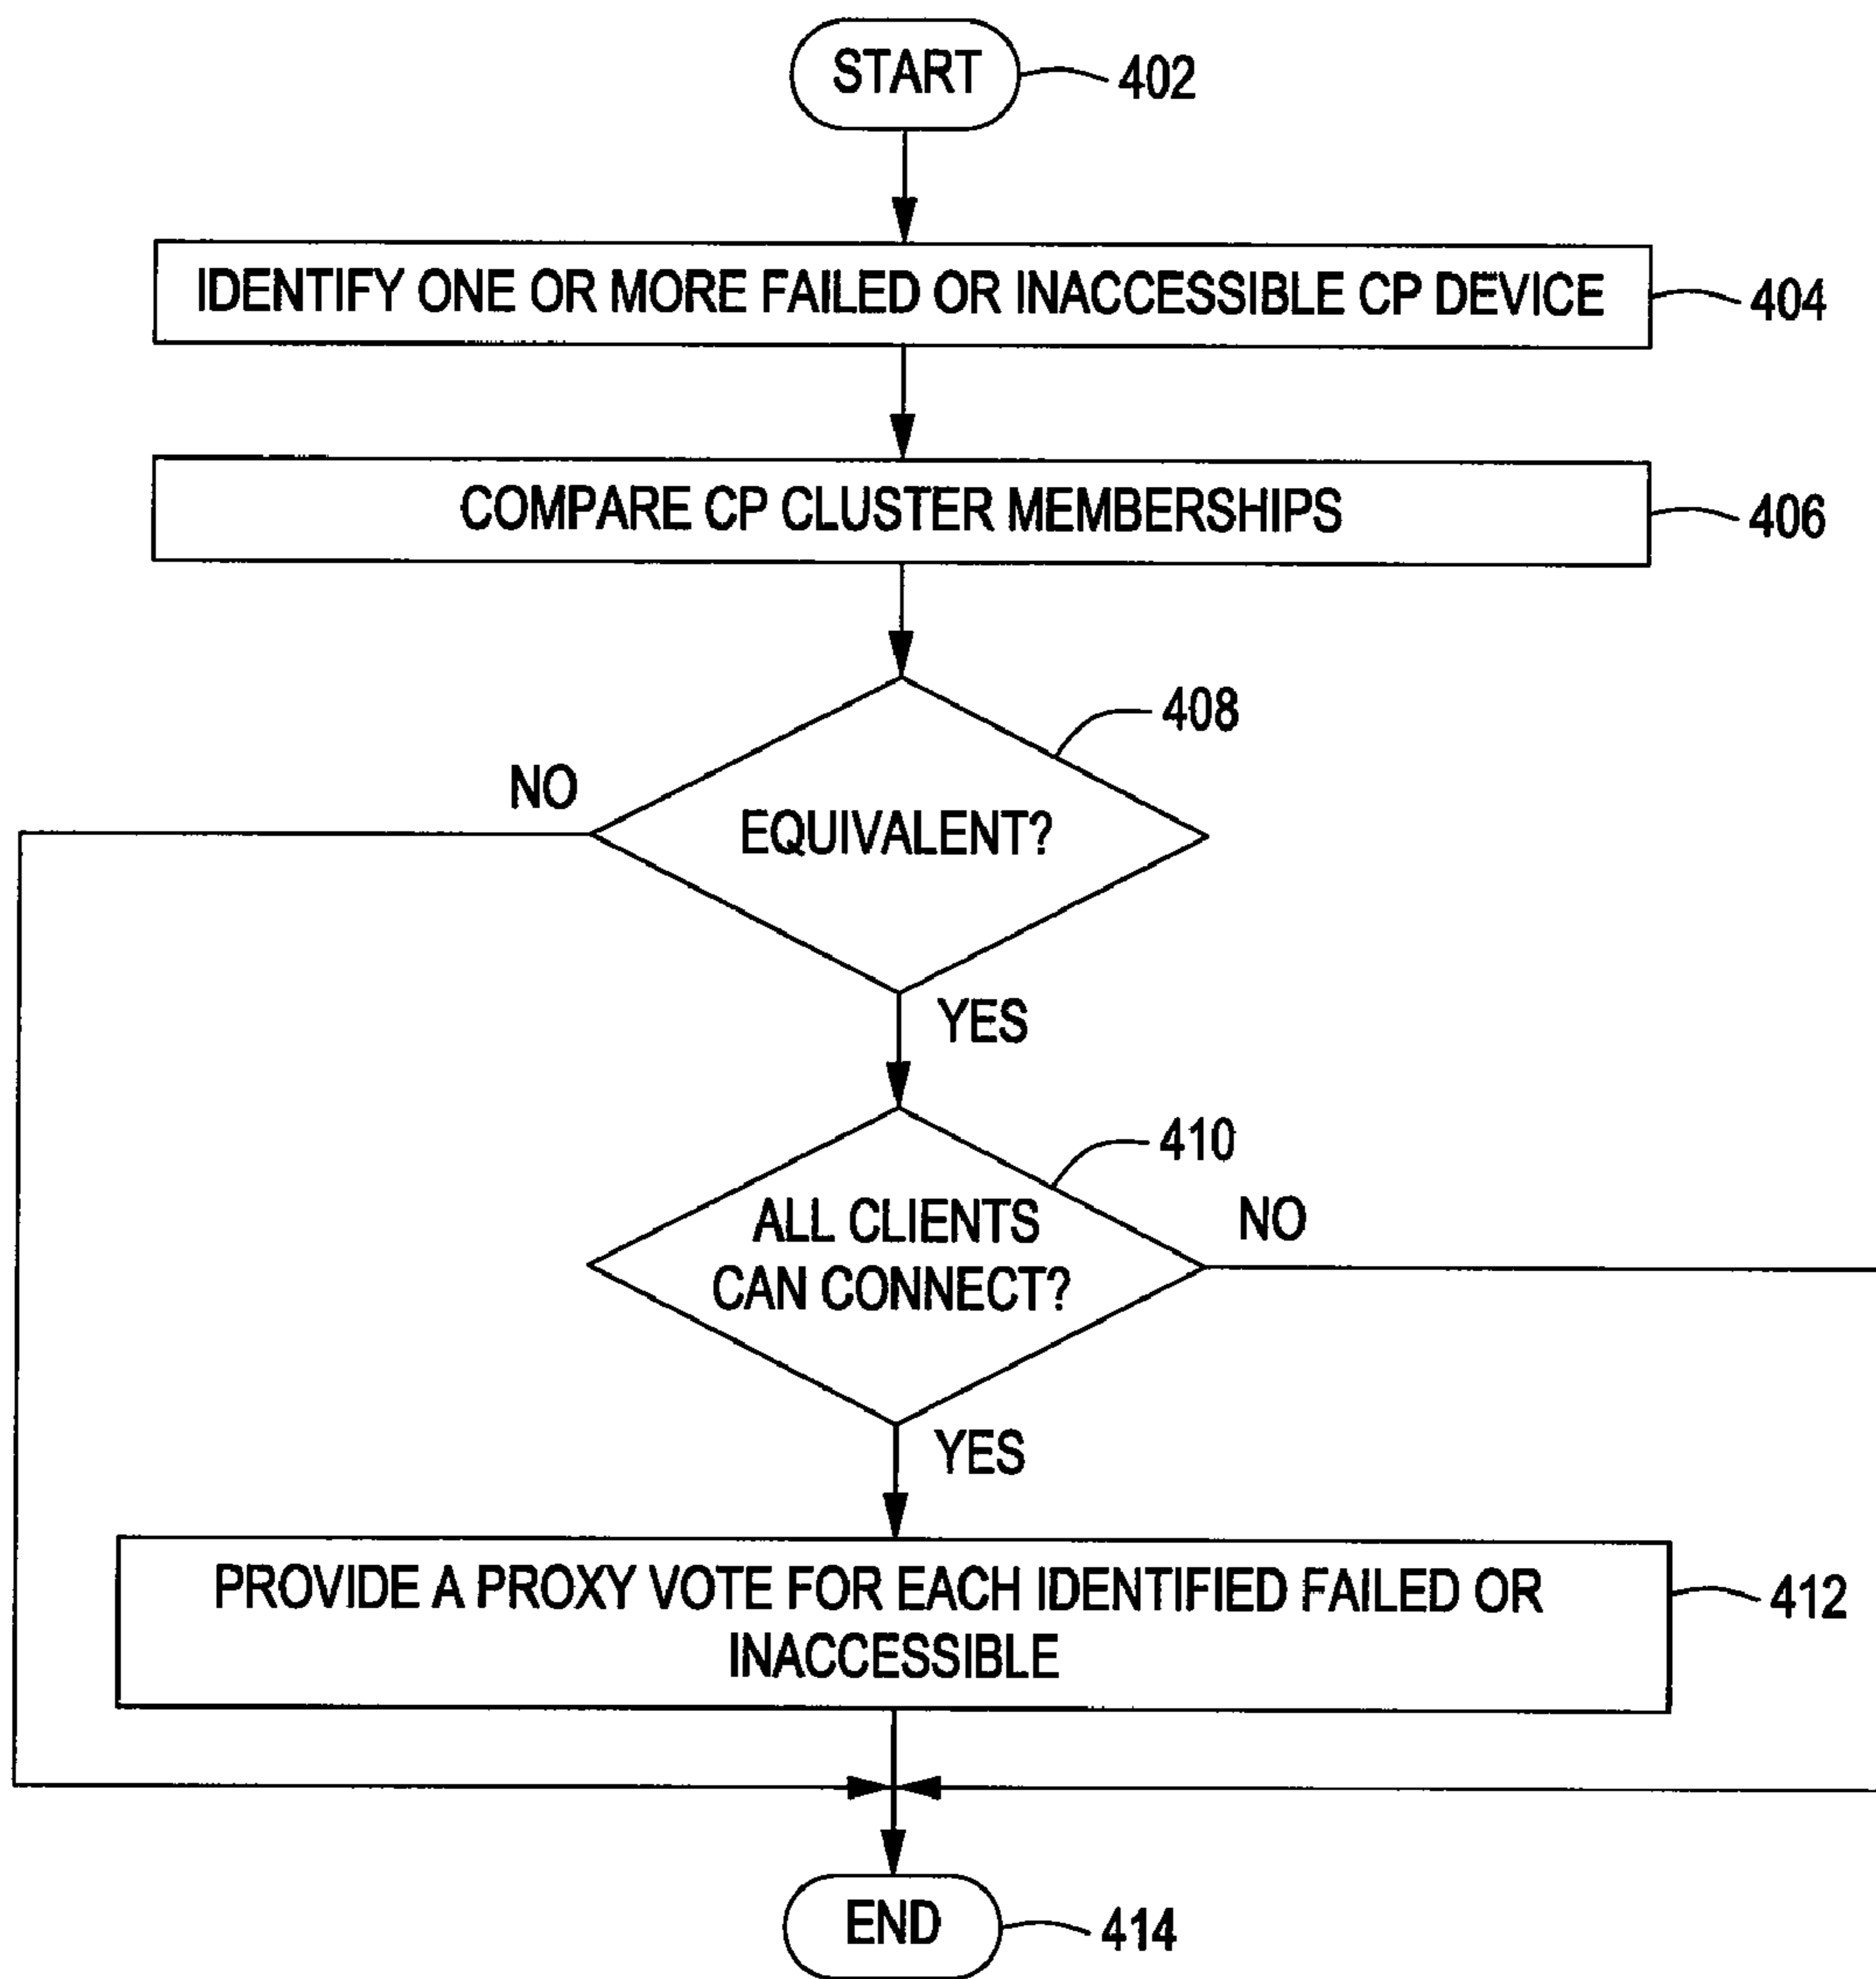 START
402
IDENTIFY ONE OR MORE FAILED OR INACCESSIBLE CP DEVICE
404
COMPARE CP CLUSTER MEMBERSHIPS
406
408
NO
EQUIVALENT?
YES
410
ALL CLIENTS
CAN CONNECT?
NO
YES
PROVIDE A PROXY VOTE FOR EACH IDENTIFIED FAILED OR
INACCESSIBLE
412
END
414